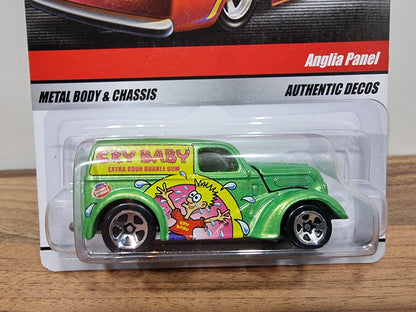 Anglia Panel
METAL BODY & CHASSIS
AUTHENTIC DECOS
CRY BABY
EXTRA SOUR BUBBLE GUM